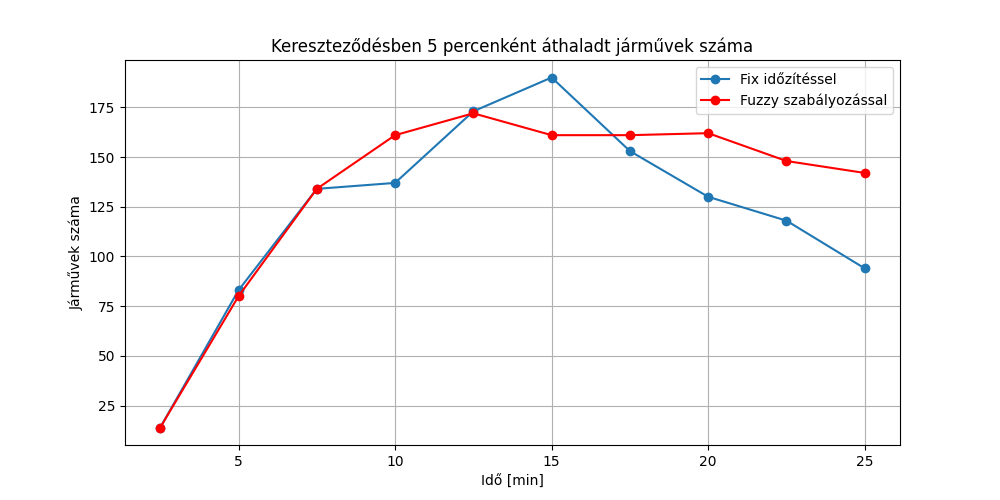 Kereszteződésben 5 percenként áthaladt járművek száma
Fix időzítéssel
Fuzzy szabályozással
Járművek száma
175
150
125
100
75
50
25
5 10 15 20 25
Idő [min]